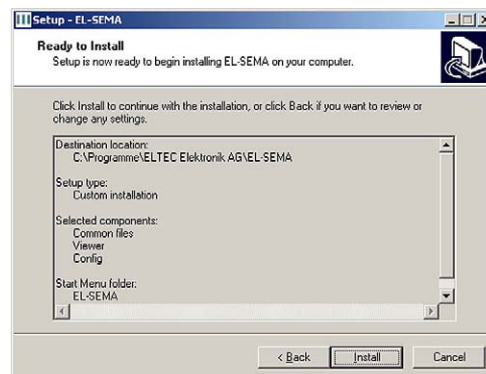 Setup - EL-SEMA
Ready to Install
Setup is now ready to begin installing EL-SEMA on your computer.
Click Install to continue with the installation, or click Back if you want to review or
change any settings.
Destination location:
C:\Programme\ELTEC Elektronik AG\EL-SEMA
Setup type:
Custom installation
Selected components:
Common files
Viewer
Config
Start Menu folder:
EL-SEMA
< Back
Install
Cancel